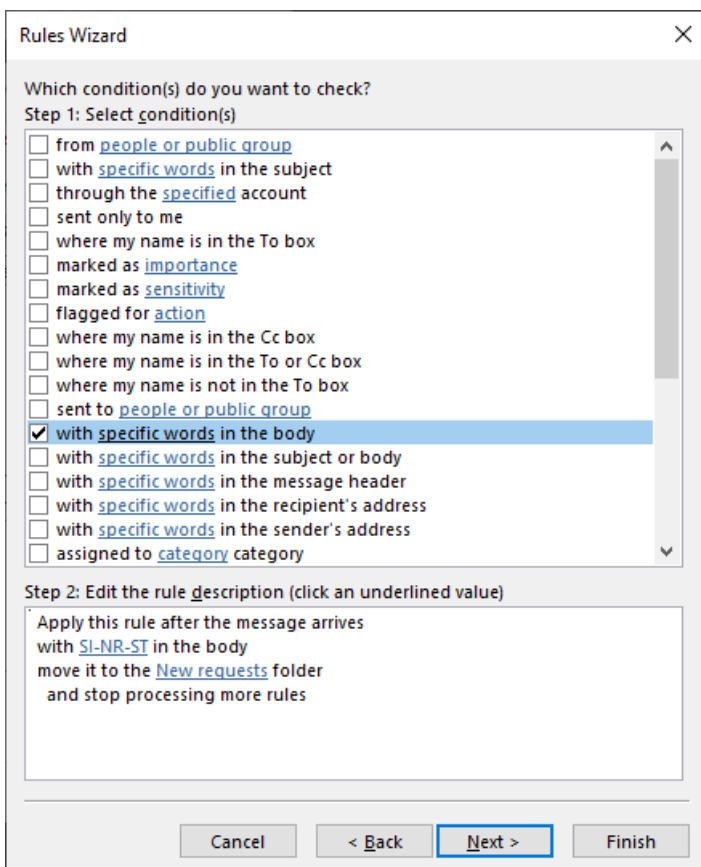 Rules Wizard
Which condition(s) do you want to check?
Step 1: Select condition(s)
from people or public group
with specific words in the subject
through the specified account
sent only to me
where my name is in the To box
marked as importance
marked as sensitivity
flagged for action
where my name is in the Cc box
where my name is in the To or Cc box
where my name is not in the To box
sent to people or public group
with specific words in the body
with specific words in the subject or body
with specific words in the message header
with specific words in the recipient's address
with specific words in the sender's address
assigned to category category
Step 2: Edit the rule description (click an underlined value)
Apply this rule after the message arrives
with SI-NR-ST in the body
move it to the New requests folder
and stop processing more rules
Cancel < Back Next > Finish